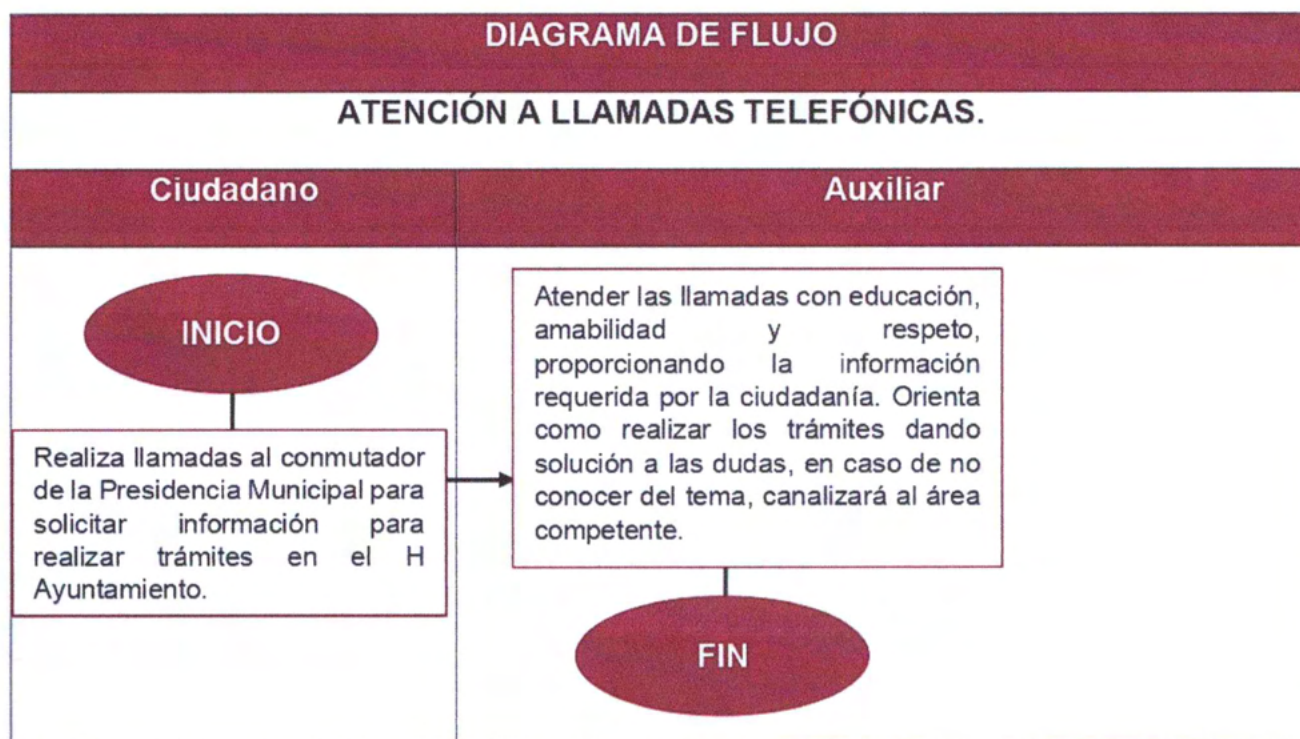 DIAGRAMA DE FLUJO
ATENCIÓN A LLAMADAS TELEFÓNICAS.
Ciudadano
Auxiliar
INICIO
Realiza llamadas al conmutador
de la Presidencia Municipal para
solicitar información para
realizar trámites en el H
Ayuntamiento.
Atender las llamadas con educación,
amabilidad y respeto,
proporcionando la información
requerida por la ciudadanía. Orienta
como realizar los trámites dando
solución a las dudas, en caso de no
conocer del tema, canalizará al área
competente.
FIN